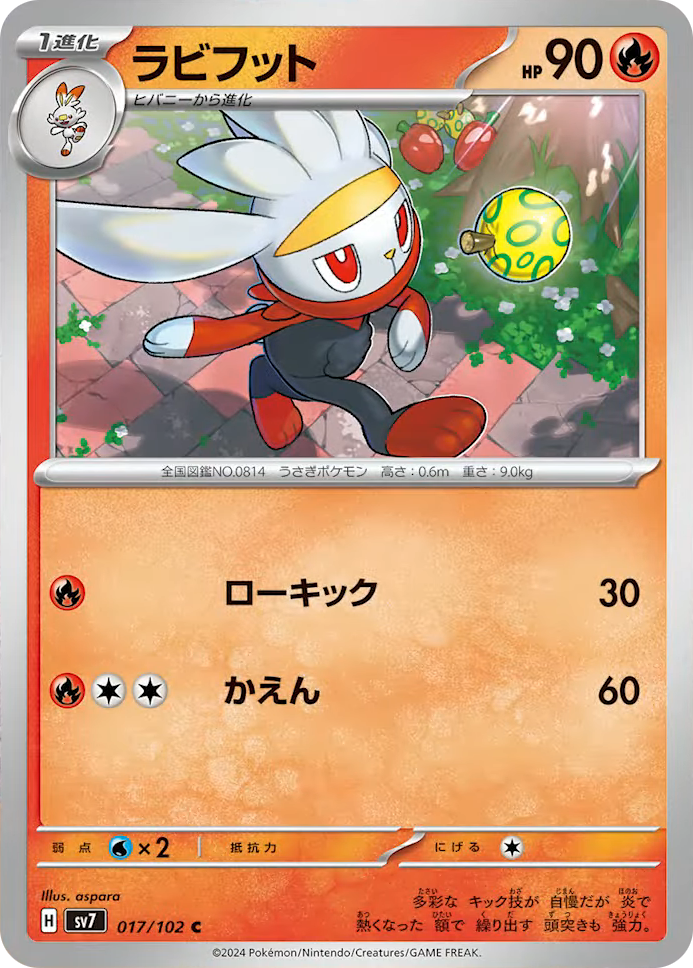 1進化
ラビフット
HP 90
ヒバニーから進化
全国図鑑NO.0814 うさぎポケモン 高さ：0.6m 重さ：9.0kg
ローキック 30
かえん 60
弱点 ×2 抵抗力 にげる
Illus. aspara
多彩な キック技が 自慢だが 炎で
熱くなった 額で 繰り出す 頭突きも 強力。
H sv7 017/102 C
©2024 Pokémon/Nintendo/Creatures/GAME FREAK.